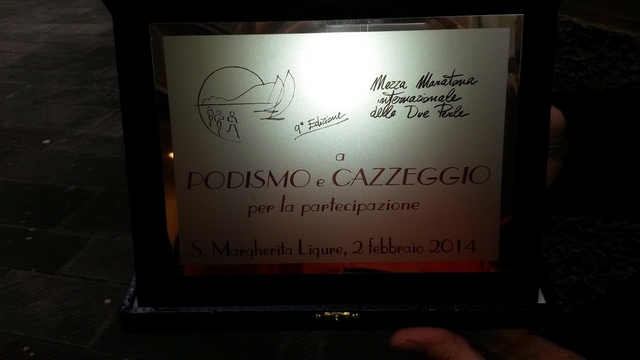 9ª Edizione
Mezza Maratona
internazionale
delle Due Perle
a
PODISMO e CAZZEGGIO
per la partecipazione
S. Margherita Ligure, 2 febbraio 2014